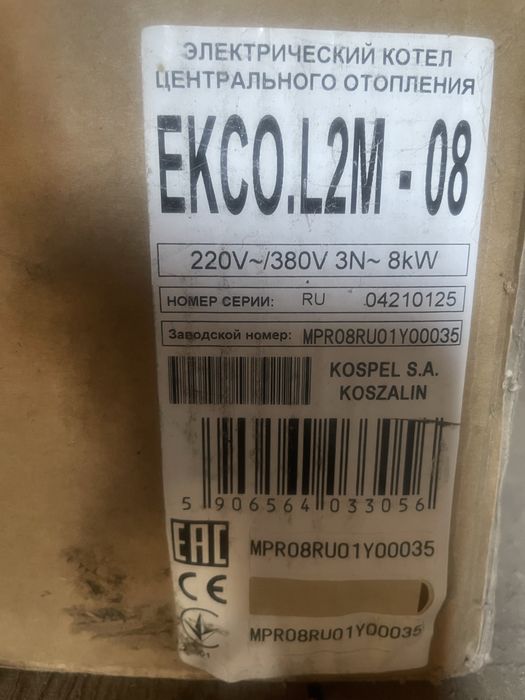 ЭЛЕКТРИЧЕСКИЙ КОТЕЛ
ЦЕНТРАЛЬНОГО ОТОПЛЕНИЯ
EKCO.L2M - 08
220V~/380V 3N~ 8kW
НОМЕР СЕРИИ: RU 04210125
Заводской номер: MPR08RU01Y00035
KOSPEL S.A.
KOSZALIN
5 906564 033056
EAC
MPR08RU01Y00035
CE
MPR08RU01Y00035